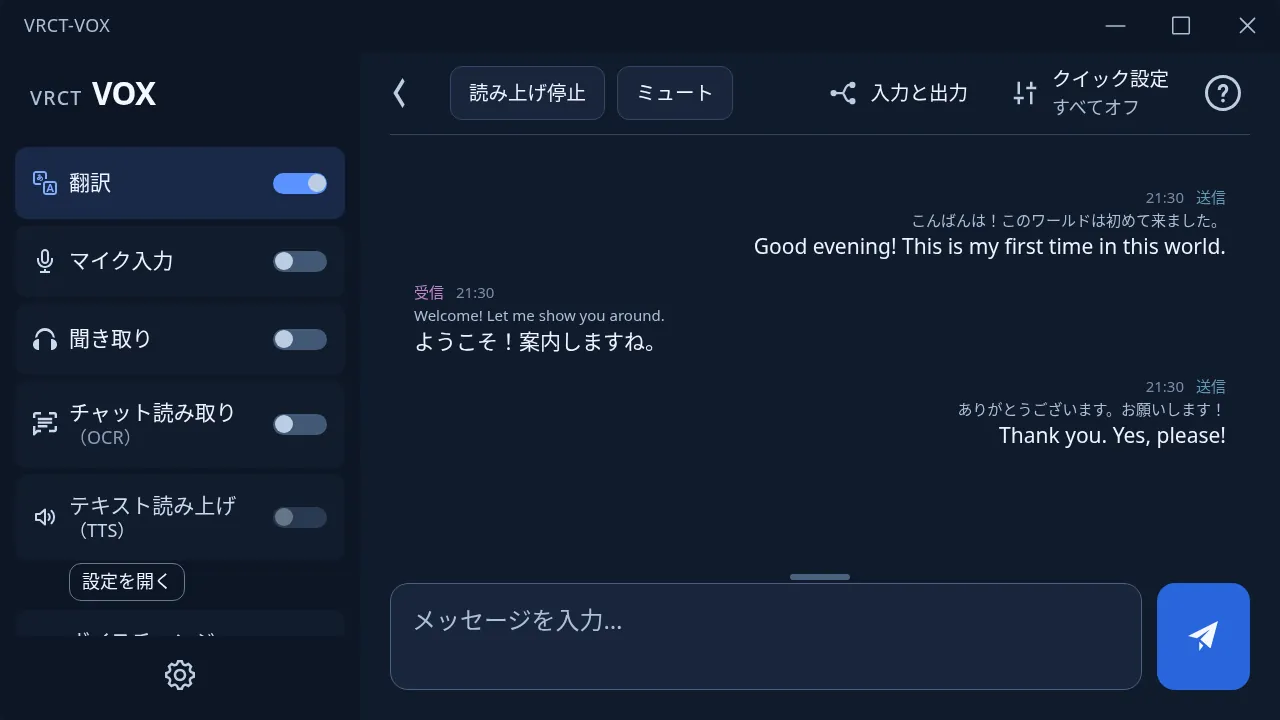 VRCT-VOX
VRCT VOX
翻訳
マイク入力
聞き取り
チャット読み取り
（OCR）
テキスト読み上げ
（TTS）
設定を開く
読み上げ停止
ミュート
入力と出力
クイック設定
すべてオフ
21:30 送信
こんばんは！このワールドは初めて来ました。
Good evening! This is my first time in this world.
受信 21:30
Welcome! Let me show you around.
ようこそ！案内しますね。
21:30 送信
ありがとうございます。お願いします！
Thank you. Yes, please!
メッセージを入力...